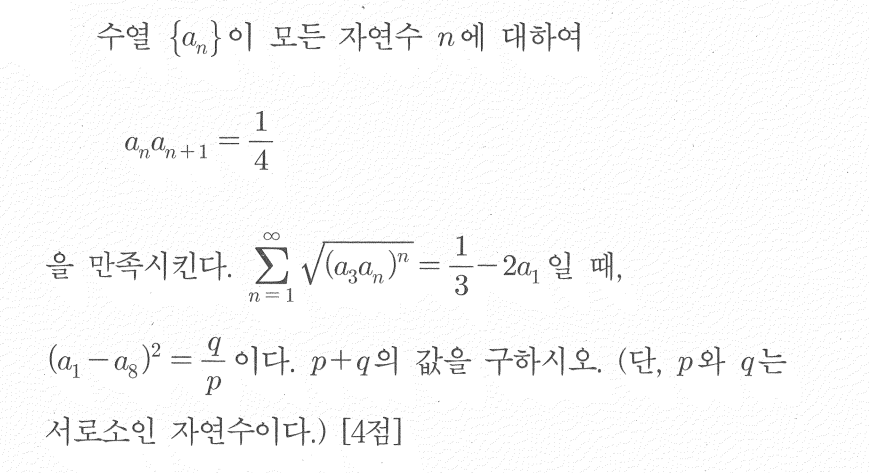 수열 {aₙ}이 모든 자연수 n에 대하여
aₙaₙ₊₁ = 1/4
을 만족시킨다. ∑_{n=1}^{∞} √((a₃aₙ)ⁿ) = 1/3 − 2a₁ 일 때,
(a₁ − a₈)² = q/p 이다. p+q의 값을 구하시오. (단, p와 q는
서로소인 자연수이다.) [4점]